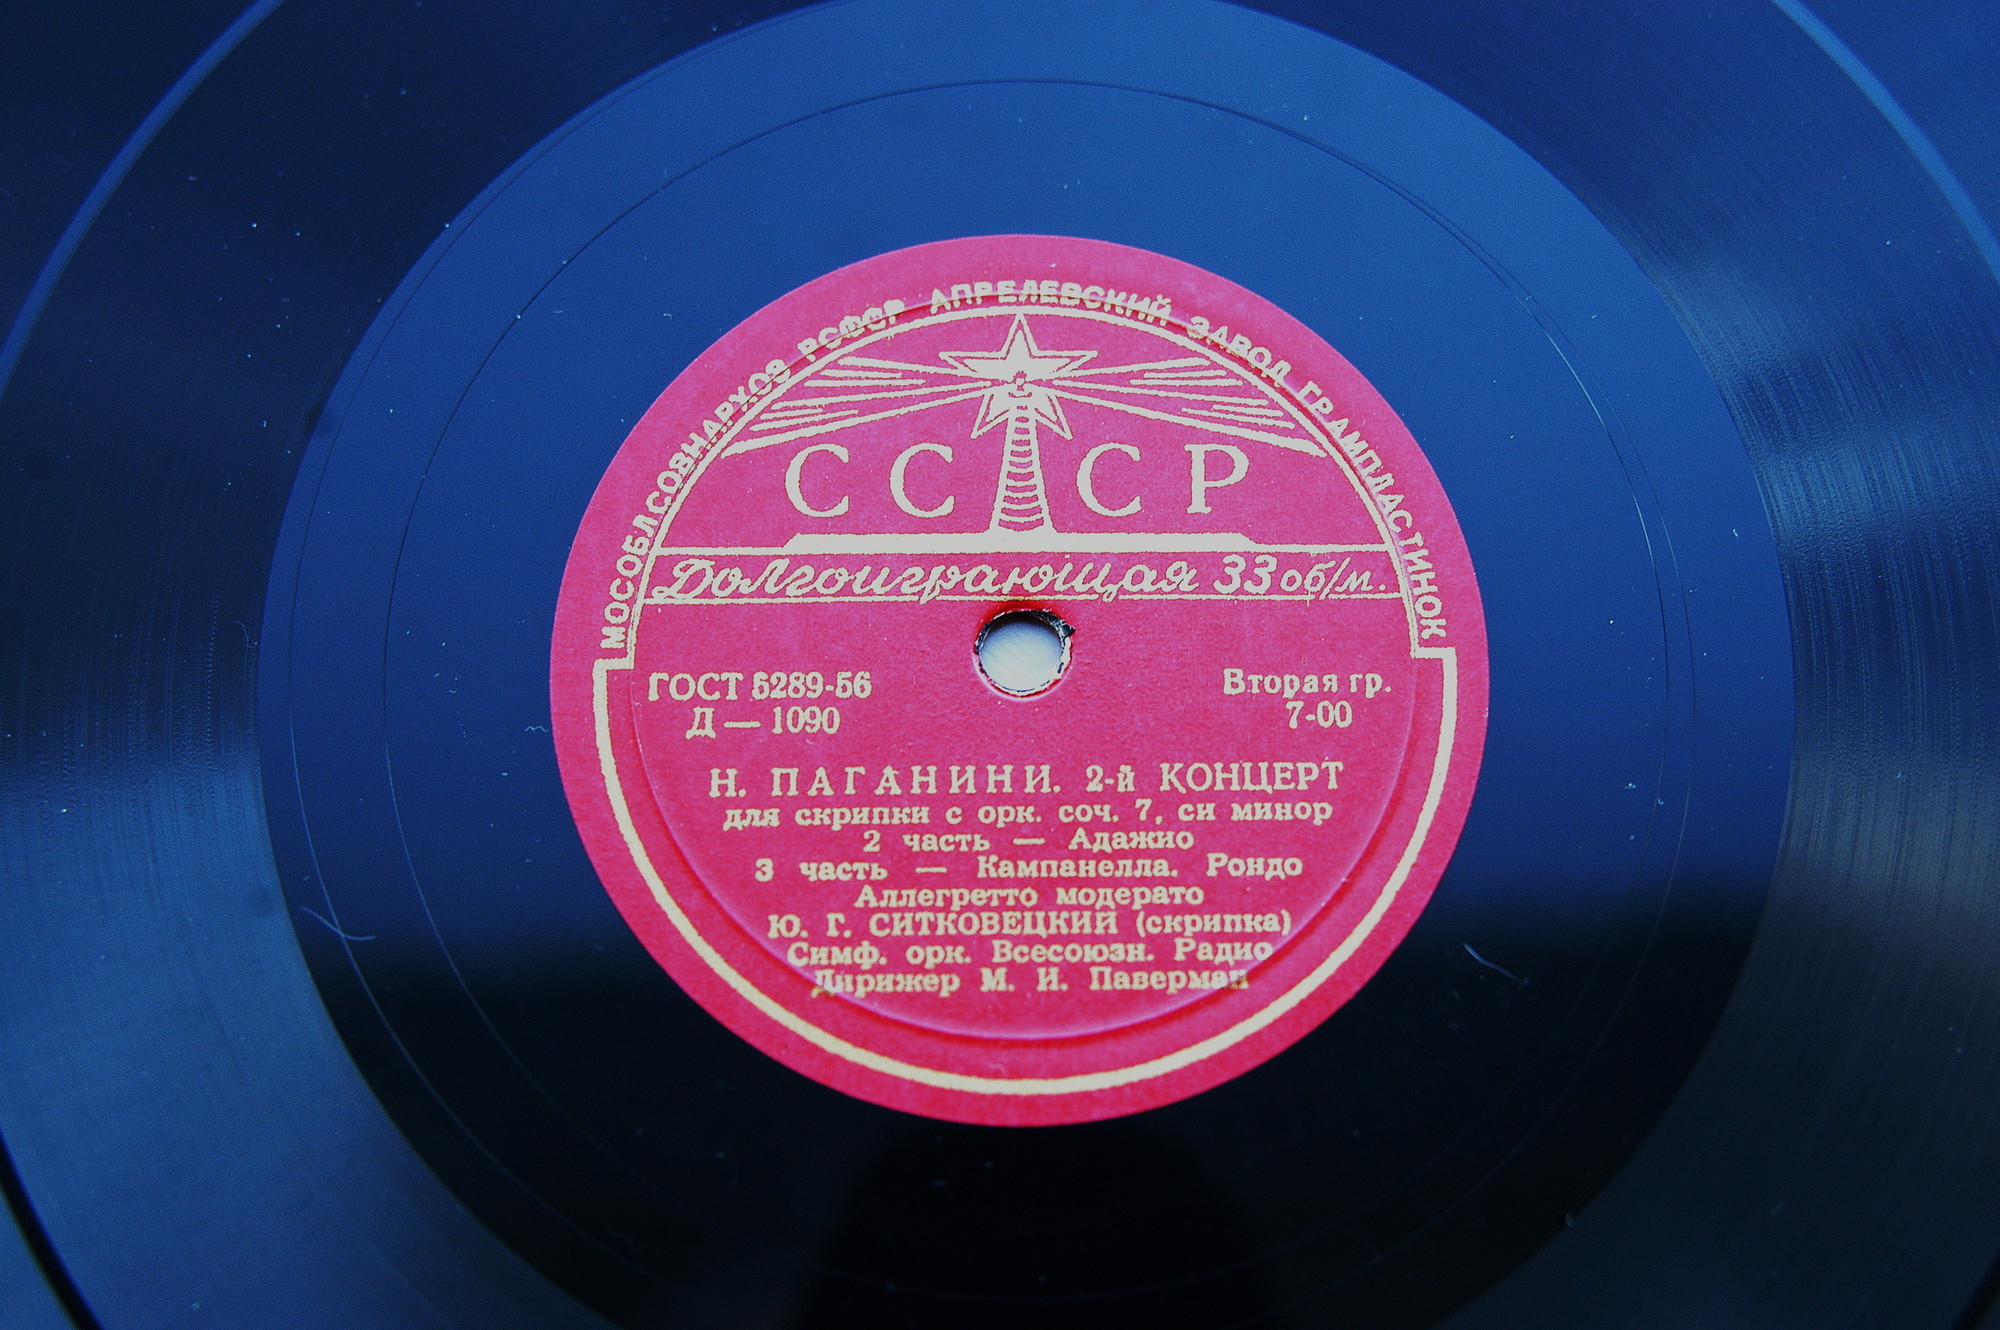 МОСОБЛСОВНАРХОЗ РСФСР АПРЕЛЕВСКИЙ ЗАВОД ГРАМПЛАСТИНОК
СССР
Долгоиграющая 33 об/м.
ГОСТ 5289-56
Д — 1090
Вторая гр.
7-00
Н. ПАГАНИНИ. 2-й КОНЦЕРТ
для скрипки с орк. соч. 7, си минор
2 часть — Адажио
3 часть — Кампанелла. Рондо
Аллегретто модерато
Ю. Г. СИТКОВЕЦКИЙ (скрипка)
Симф. орк. Всесоюзн. Радио
Дирижер М. И. Паверман